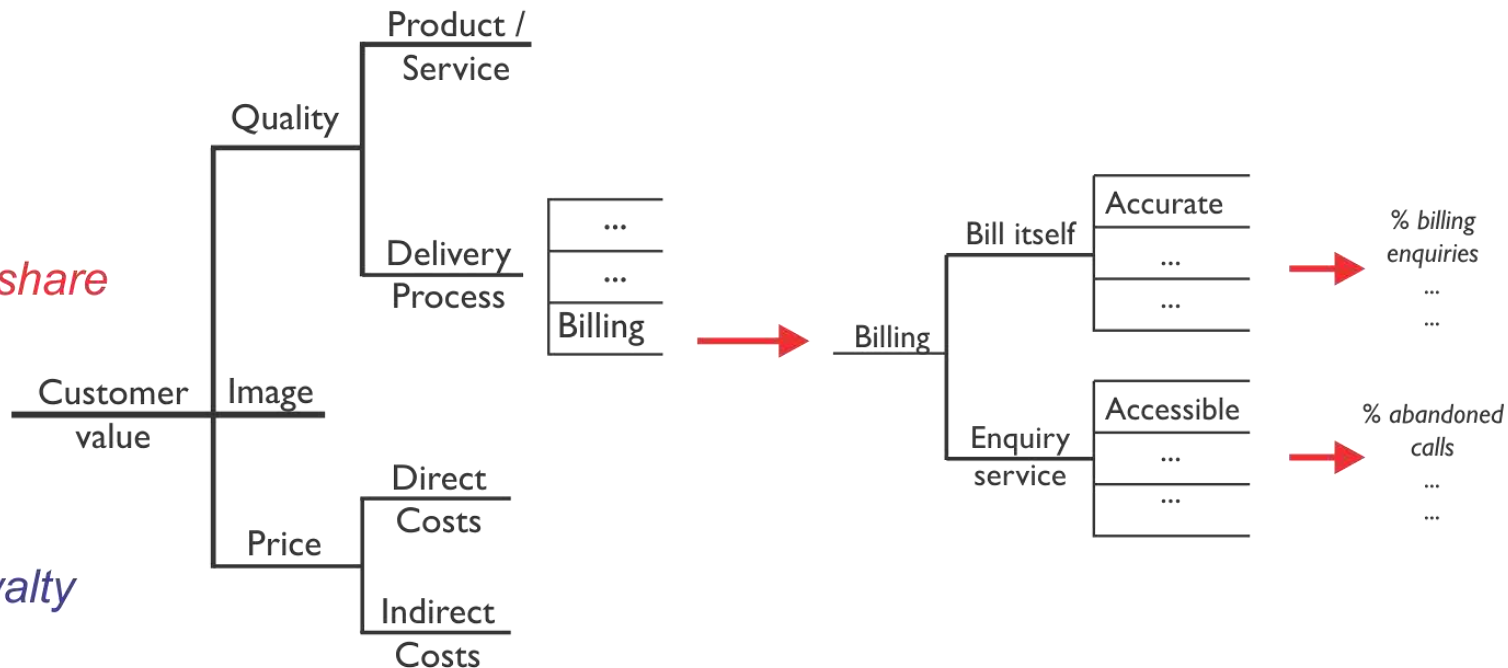 Product /
Service
Quality
...
...
Billing
Delivery
Process
share
Customer
value
Image
Price
Direct
Costs
Indirect
Costs
Billing
Bill itself
Accurate
...
...
% billing
enquiries
...
...
Enquiry
service
Accessible
...
...
% abandoned
calls
...
...